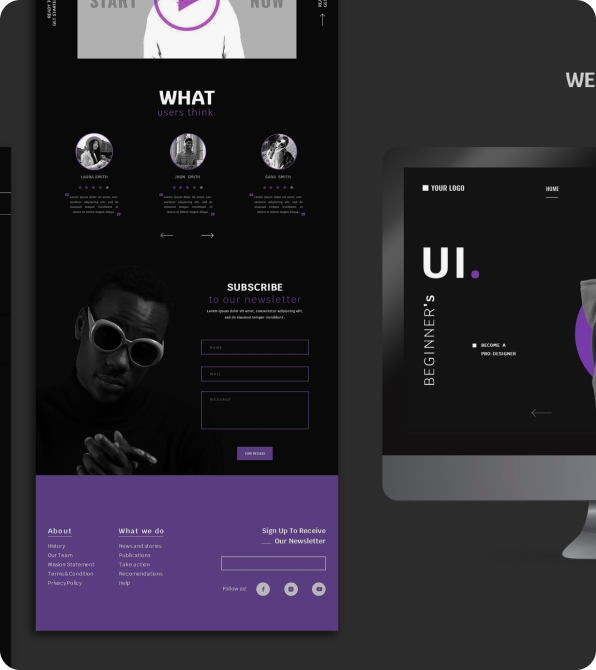 START
NOW
WE
WHAT
users think.
LAURA SMITH
JHON SMITH
SARA SMITH
SUBSCRIBE
to our newsletter
Lorem ipsum dolor sit amet, consectetur adipiscing elit,
sed do eiusmod tempor incididunt.
NAME
MAIL
MESSAGE
About
History
Our Team
Mission Statement
Terms&Condition
PrivacyPolicy
What we do
News and stories
Publications
Take action
Recomendations
Help
Sign Up To Receive
Our Newsletter
Follow us!
YOUR LOGO
HOME
UI.
BEGINNER's
BECOME A
PRO-DESIGNER